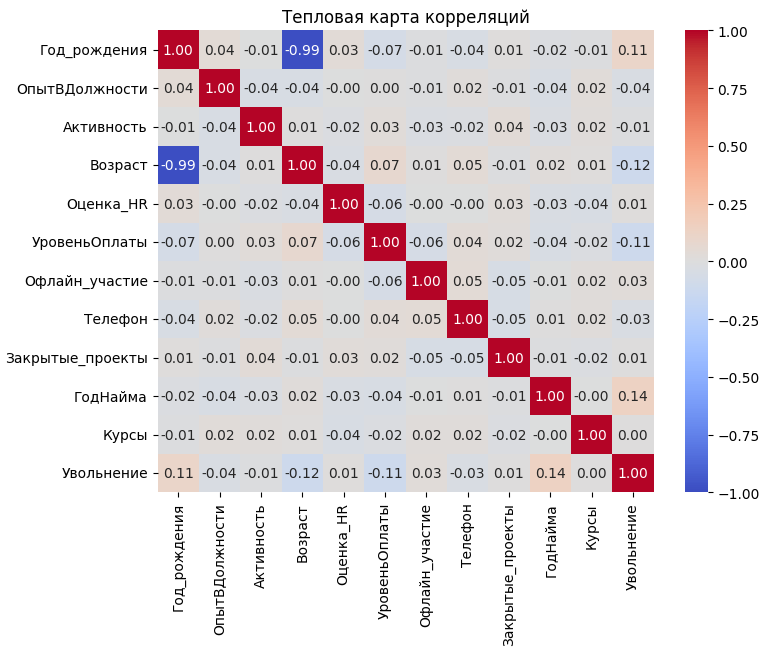 Тепловая карта корреляций
Год_рождения 1.00 0.04 -0.01 -0.99 0.03 -0.07 -0.01 -0.04 0.01 -0.02 -0.01 0.11
ОпытВДолжности 0.04 1.00 -0.04 -0.04 -0.00 0.00 -0.01 0.02 -0.01 -0.04 0.02 -0.04
Активность -0.01 -0.04 1.00 0.01 -0.02 0.03 -0.03 -0.02 0.04 -0.03 0.02 -0.01
Возраст -0.99 -0.04 0.01 1.00 -0.04 0.07 0.01 0.05 -0.01 0.02 0.01 -0.12
Оценка_HR 0.03 -0.00 -0.02 -0.04 1.00 -0.06 -0.00 -0.00 0.03 -0.03 -0.04 0.01
УровеньОплаты -0.07 0.00 0.03 0.07 -0.06 1.00 -0.06 0.04 0.02 -0.04 -0.02 -0.11
Офлайн_участие -0.01 -0.01 -0.03 0.01 -0.00 -0.06 1.00 0.05 -0.05 -0.01 0.02 0.03
Телефон -0.04 0.02 -0.02 0.05 -0.00 0.04 0.05 1.00 -0.05 0.01 0.02 -0.03
Закрытые_проекты 0.01 -0.01 0.04 -0.01 0.03 0.02 -0.05 -0.05 1.00 -0.01 -0.02 0.01
ГодНайма -0.02 -0.04 -0.03 0.02 -0.03 -0.04 -0.01 0.01 -0.01 1.00 -0.00 0.14
Курсы -0.01 0.02 0.02 0.01 -0.04 -0.02 0.02 0.02 -0.02 -0.00 1.00 0.00
Увольнение 0.11 -0.04 -0.01 -0.12 0.01 -0.11 0.03 -0.03 0.01 0.14 0.00 1.00
Год_рождения
ОпытВДолжности
Активность
Возраст
Оценка_HR
УровеньОплаты
Офлайн_участие
Телефон
Закрытые_проекты
ГодНайма
Курсы
Увольнение
1.00
0.75
0.50
0.25
0.00
−0.25
−0.50
−0.75
−1.00